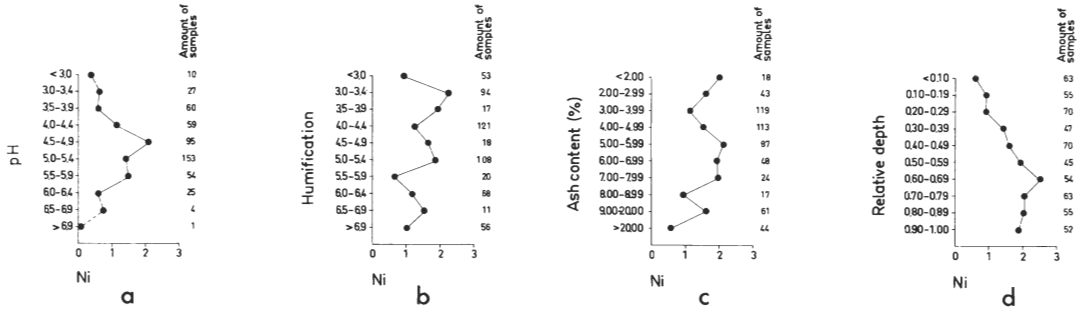 pH
Amount of samples
<3.0 10
3.0-3.4 27
3.5-3.9 60
4.0-4.4 59
4.5-4.9 95
5.0-5.4 153
5.5-5.9 54
6.0-6.4 25
6.5-6.9 4
>6.9 1
0 1 2 3
Ni
a
Humification
Amount of samples
<3.0 53
3.0-3.4 94
3.5-3.9 17
4.0-4.4 121
4.5-4.9 18
5.0-5.4 108
5.5-5.9 20
6.0-6.4 68
6.5-6.9 11
>6.9 56
0 1 2 3
Ni
b
Ash content (%)
Amount of samples
<2.00 18
2.00-2.99 43
3.00-3.99 119
4.00-4.99 113
5.00-5.99 87
6.00-6.99 48
7.00-7.99 24
8.00-8.99 17
9.00-20.00 61
>20.00 44
0 1 2 3
Ni
c
Relative depth
Amount of samples
<0.10 63
0.10-0.19 55
0.20-0.29 70
0.30-0.39 47
0.40-0.49 70
0.50-0.59 45
0.60-0.69 54
0.70-0.79 63
0.80-0.89 55
0.90-1.00 52
0 1 2 3
Ni
d